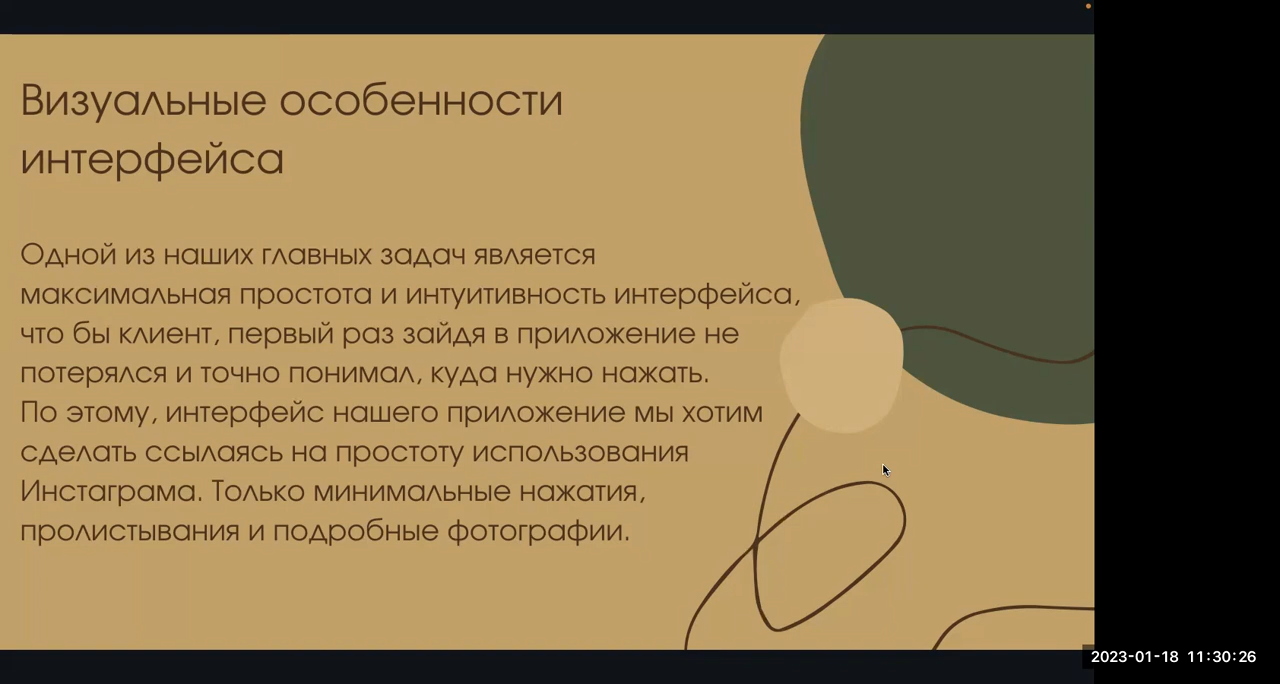 Визуальные особенности
интерфейса
Одной из наших главных задач является
максимальная простота и интуитивность интерфейса,
что бы клиент, первый раз зайдя в приложение не
потерялся и точно понимал, куда нужно нажать.
По этому, интерфейс нашего приложение мы хотим
сделать ссылаясь на простоту использования
Инстаграма. Только минимальные нажатия,
пролистывания и подробные фотографии.
2023-01-18 11:30:26